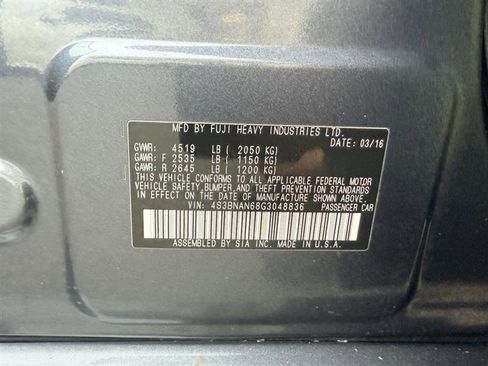 MFD BY FUJI HEAVY INDUSTRIES LTD.
GVWR: 4519 LB ( 2050 KG) DATE: 03/16
GAWR: F 2535 LB ( 1150 KG)
GAWR: R 2645 LB ( 1200 KG)
THIS VEHICLE CONFORMS TO ALL APPLICABLE FEDERAL MOTOR
VEHICLE SAFETY, BUMPER, AND THEFT PREVENTION STANDARDS
IN EFFECT ON THE DATE OF MANUFACTURE SHOWN ABOVE.
VIN: 4S3BNAN68G3048836 PASSENGER CAR
ASSEMBLED BY SIA INC. MADE IN U.S.A.